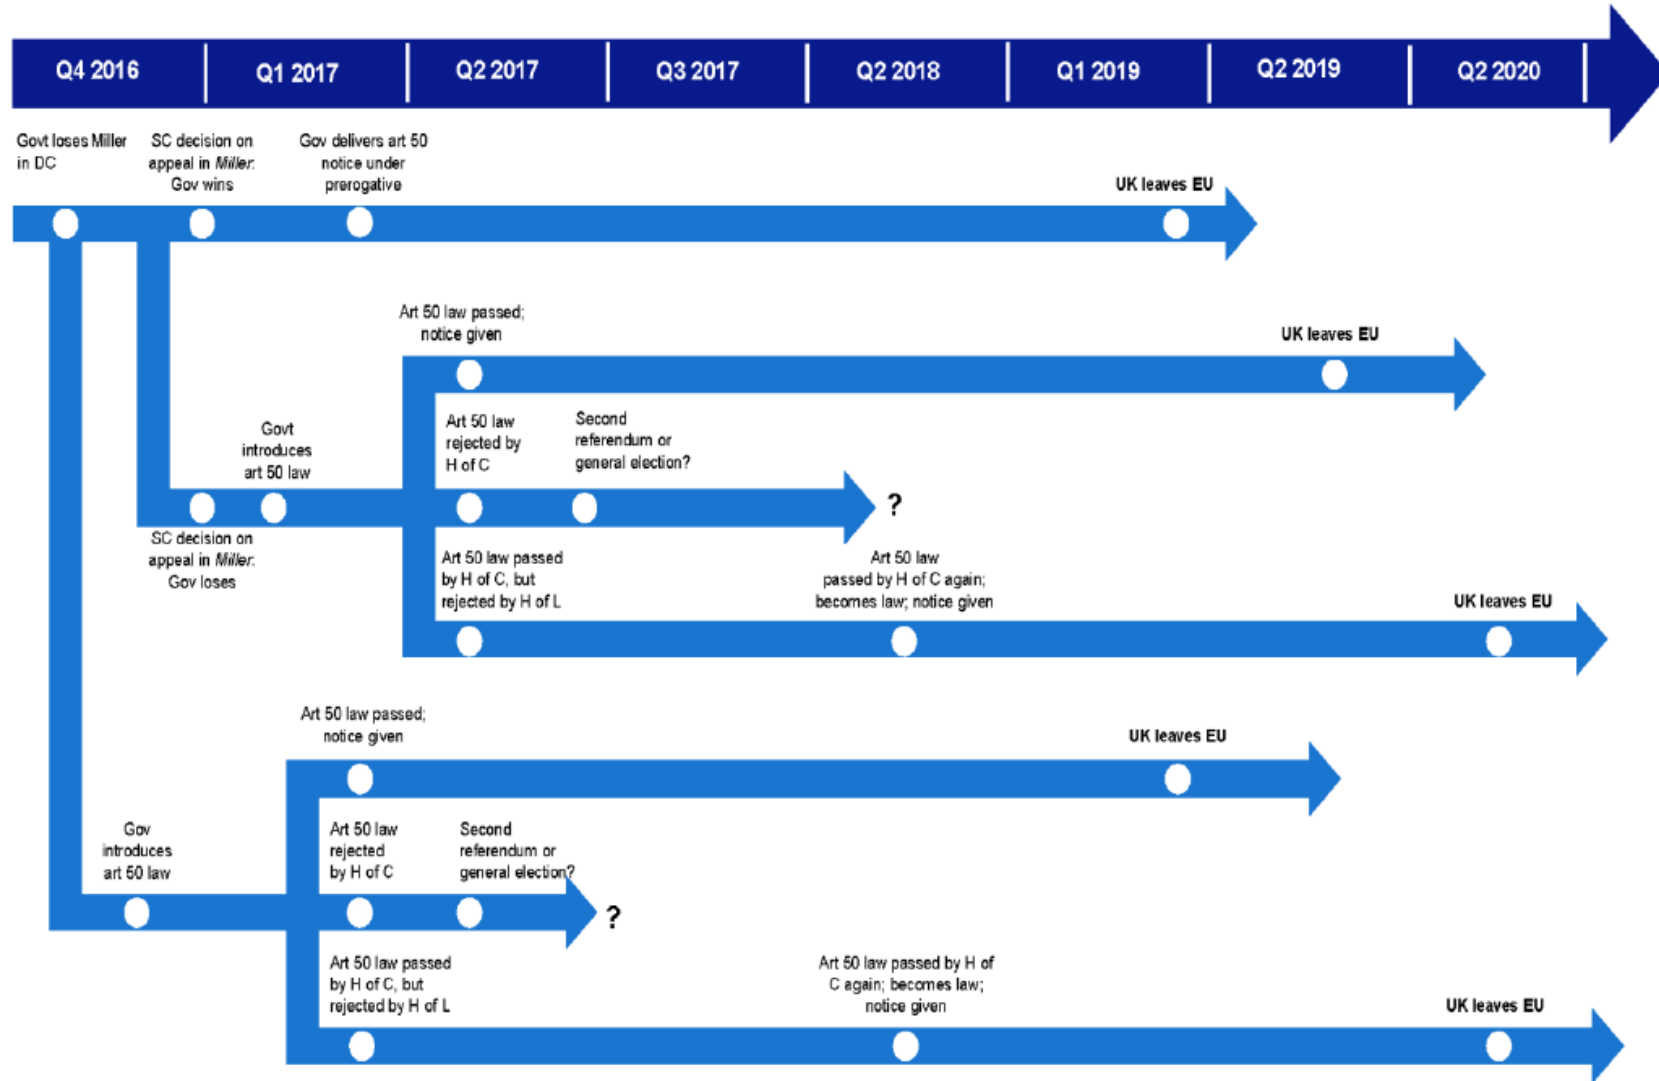 Q4 2016
Q1 2017
Q2 2017
Q3 2017
Q2 2018
Q1 2019
Q2 2019
Q2 2020
Govt loses Miller
in DC
SC decision on
appeal in Miller:
Gov wins
Gov delivers art 50
notice under
prerogative
UK leaves EU
Art 50 law passed;
notice given
UK leaves EU
Govt
introduces
art 50 law
Art 50 law
rejected by
H of C
Second
referendum or
general election?
?
SC decision on
appeal in Miller:
Gov loses
Art 50 law passed
by H of C, but
rejected by H of L
Art 50 law
passed by H of C again;
becomes law; notice given
UK leaves EU
Art 50 law passed;
notice given
UK leaves EU
Gov
introduces
art 50 law
Art 50 law
rejected
by H of C
Second
referendum or
general election?
?
Art 50 law passed
by H of C, but
rejected by H of L
Art 50 law passed by H of
C again; becomes law;
notice given
UK leaves EU